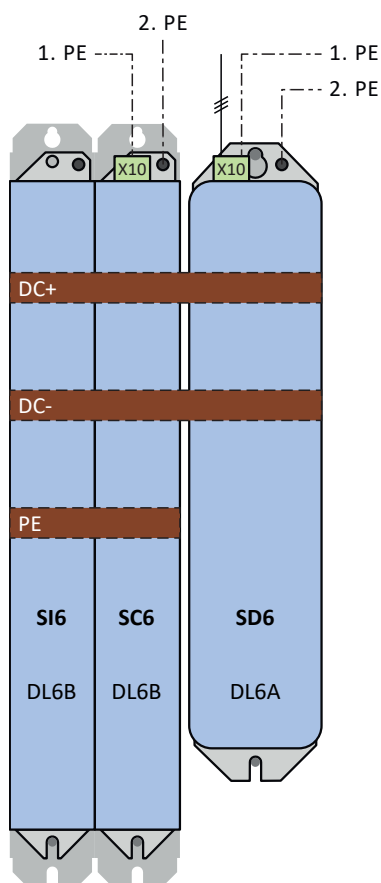 2. PE
1. PE
1. PE
2. PE
X10
X10
DC+
DC-
PE
SI6
SC6
SD6
DL6B
DL6B
DL6A